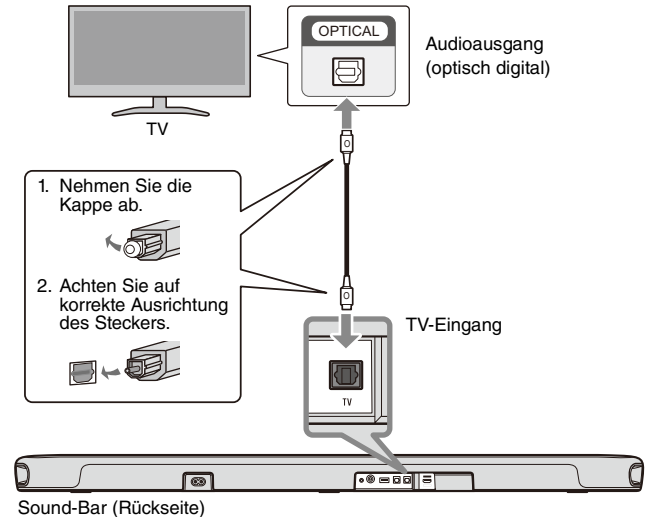 OPTICAL
Audioausgang
(optisch digital)
TV
1. Nehmen Sie die
Kappe ab.
2. Achten Sie auf
korrekte Ausrichtung
des Steckers.
TV-Eingang
TV
Sound-Bar (Rückseite)